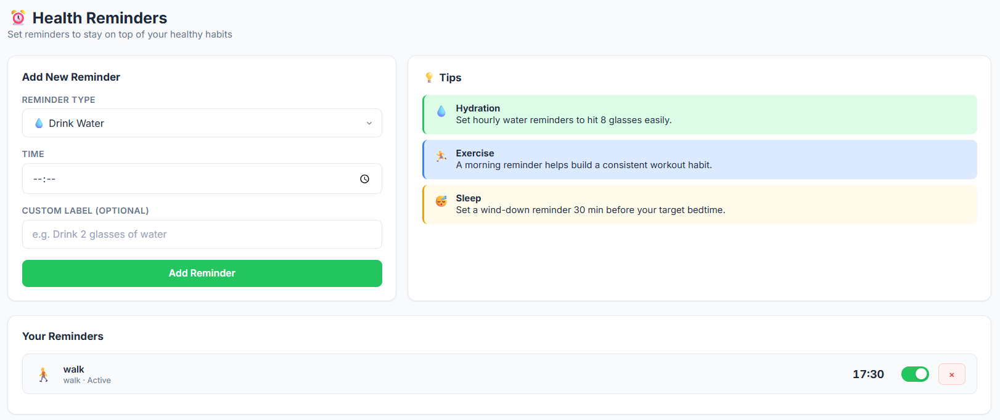 Health Reminders
Set reminders to stay on top of your healthy habits
Add New Reminder
REMINDER TYPE
Drink Water
TIME
--:--
CUSTOM LABEL (OPTIONAL)
e.g. Drink 2 glasses of water
Add Reminder
Tips
Hydration
Set hourly water reminders to hit 8 glasses easily.
Exercise
A morning reminder helps build a consistent workout habit.
Sleep
Set a wind-down reminder 30 min before your target bedtime.
Your Reminders
walk
walk · Active
17:30
×